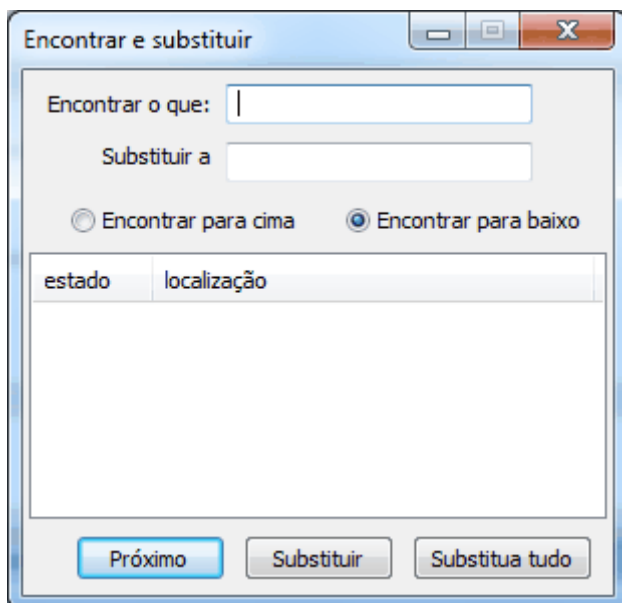 Encontrar e substituir
Encontrar o que:
Substituir a
Encontrar para cima Encontrar para baixo
estado localização
Próximo Substituir Substitua tudo